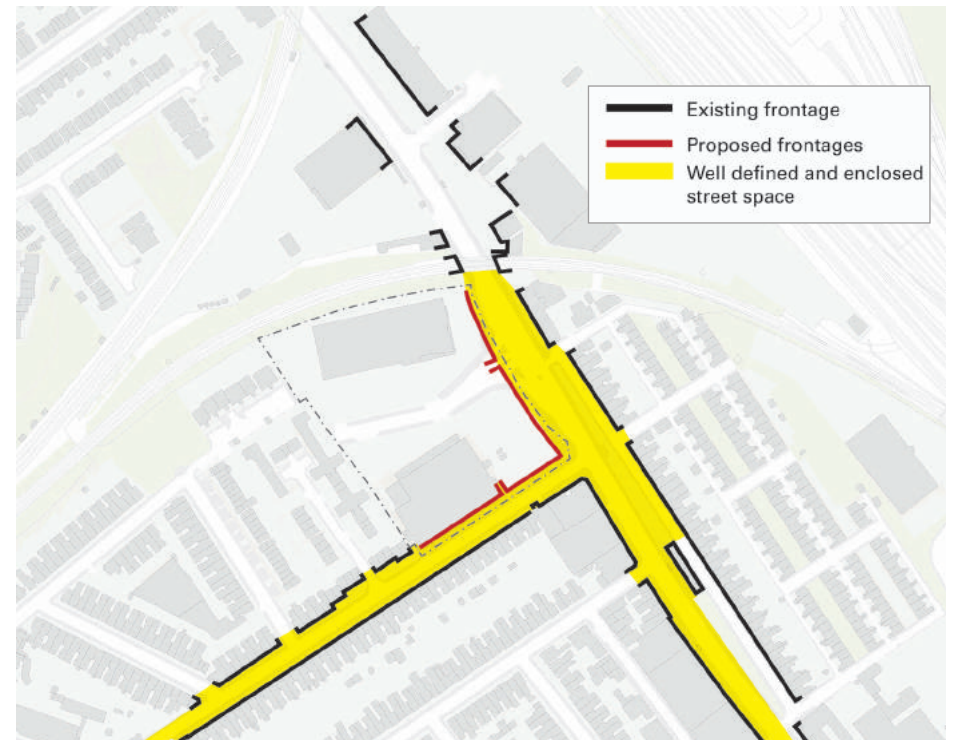 Existing frontage
Proposed frontages
Well defined and enclosed
street space